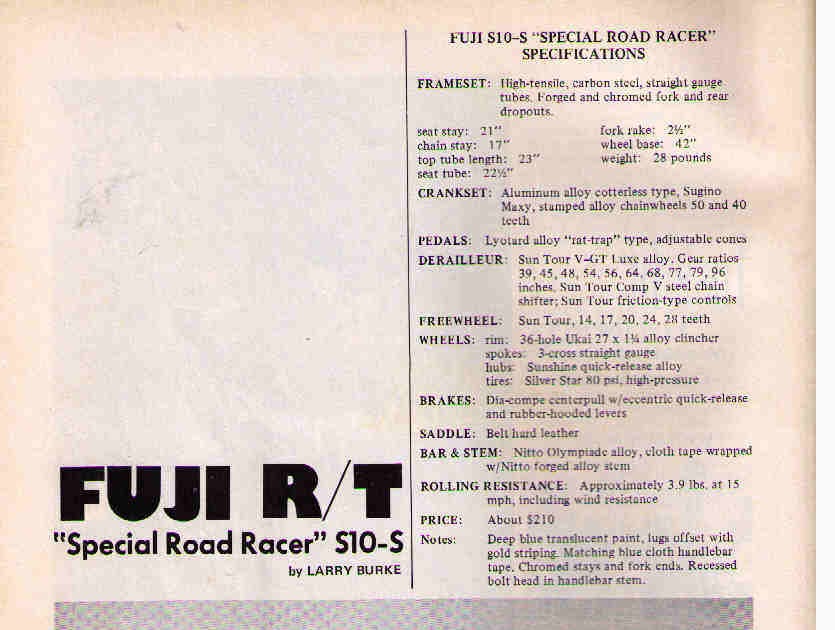 FUJI R/T
"Special Road Racer" S10-S
by LARRY BURKE
FUJI S10-S "SPECIAL ROAD RACER"
SPECIFICATIONS
FRAMESET: High-tensile, carbon steel, straight gauge
tubes. Forged and chromed fork and rear
dropouts.
seat stay: 21" fork rake: 2½"
chain stay: 17" wheel base: 42"
top tube length: 23" weight: 28 pounds
seat tube: 22½"
CRANKSET: Aluminum alloy cotterless type, Sugino
Maxy, stamped alloy chainwheels 50 and 40
teeth
PEDALS: Lyotard alloy "rat-trap" type, adjustable cones
DERAILLEUR: Sun Tour V-GT Luxe alloy. Gear ratios
39, 45, 48, 54, 56, 64, 68, 77, 79, 96
inches. Sun Tour Comp V steel chain
shifter; Sun Tour friction-type controls
FREEWHEEL: Sun Tour, 14, 17, 20, 24, 28 teeth
WHEELS: rim: 36-hole Ukai 27 x 1¼ alloy clincher
spokes: 3-cross straight gauge
hubs: Sunshine quick-release alloy
tires: Silver Star 80 psi, high-pressure
BRAKES: Dia-compe centerpull w/eccentric quick-release
and rubber-hooded levers
SADDLE: Belt hard leather
BAR & STEM: Nitto Olympiade alloy, cloth tape wrapped
w/Nitto forged alloy stem
ROLLING RESISTANCE: Approximately 3.9 lbs. at 15
mph, including wind resistance
PRICE: About $210
Notes: Deep blue translucent paint, lugs offset with
gold striping. Matching blue cloth handlebar
tape. Chromed stays and fork ends. Recessed
bolt head in handlebar stem.